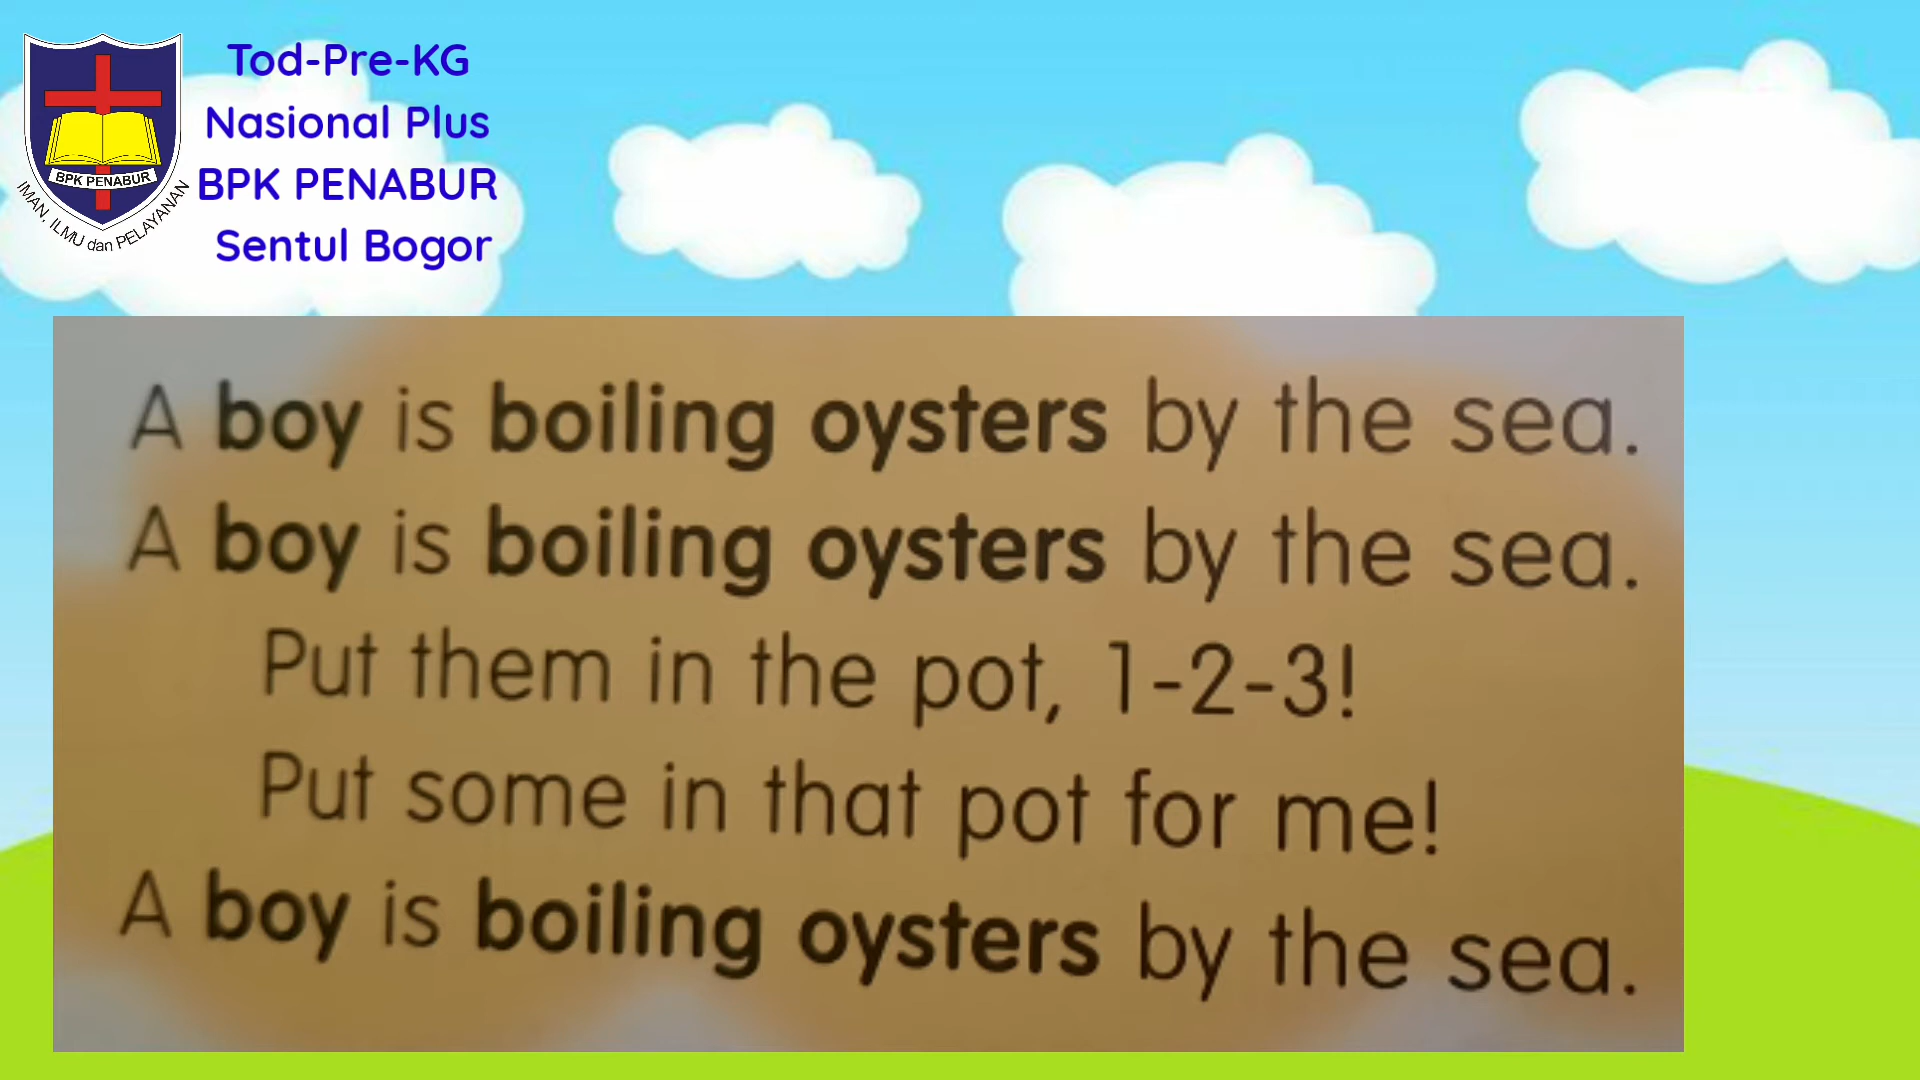 Tod-Pre-KG
Nasional Plus
BPK PENABUR
Sentul Bogor
BPK PENABUR
IMAN, ILMU dan PELAYANAN
A boy is boiling oysters by the sea.
A boy is boiling oysters by the sea.
Put them in the pot, 1-2-3!
Put some in that pot for me!
A boy is boiling oysters by the sea.